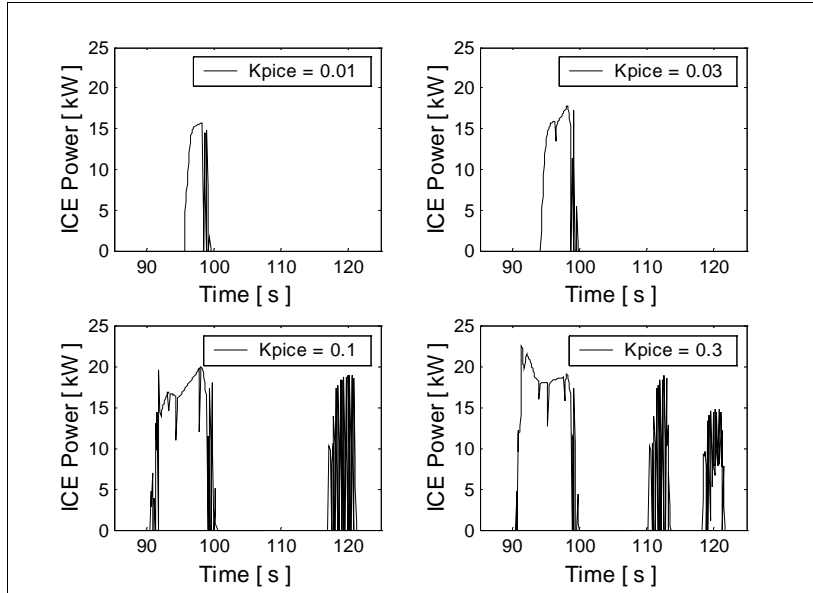 25
20
15
10
5
0
ICE Power [ kW ]
Kpice = 0.01
90 100 110 120
Time [ s ]
25
20
15
10
5
0
ICE Power [ kW ]
Kpice = 0.03
90 100 110 120
Time [ s ]
25
20
15
10
5
0
ICE Power [ kW ]
Kpice = 0.1
90 100 110 120
Time [ s ]
25
20
15
10
5
0
ICE Power [ kW ]
Kpice = 0.3
90 100 110 120
Time [ s ]